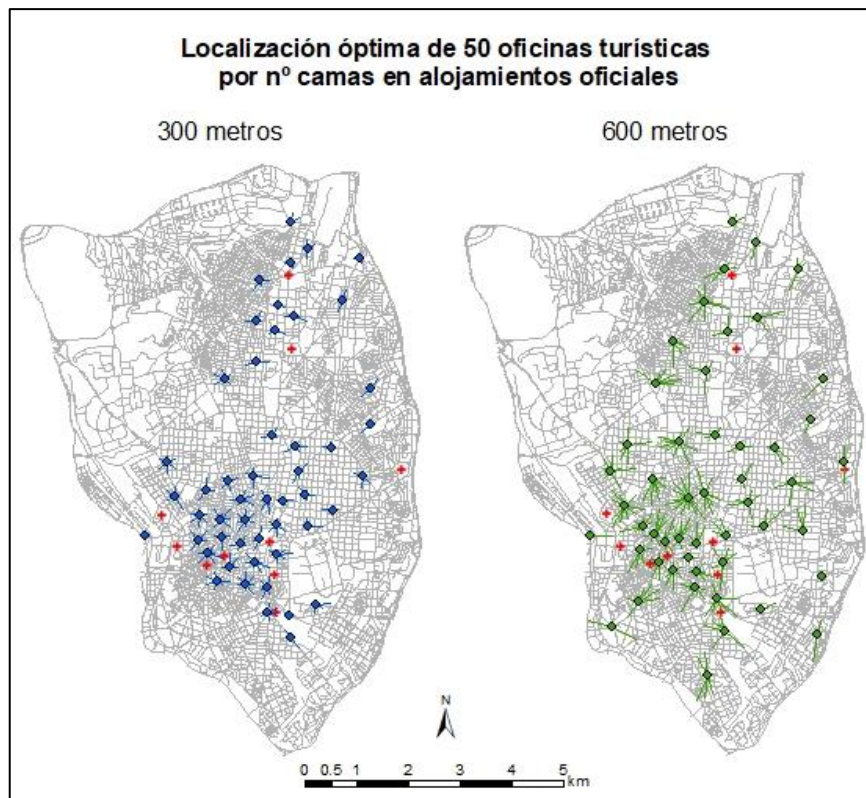 Localización óptima de 50 oficinas turísticas
por nº camas en alojamientos oficiales
300 metros
600 metros
N
0 0.5 1 2 3 4 5
km